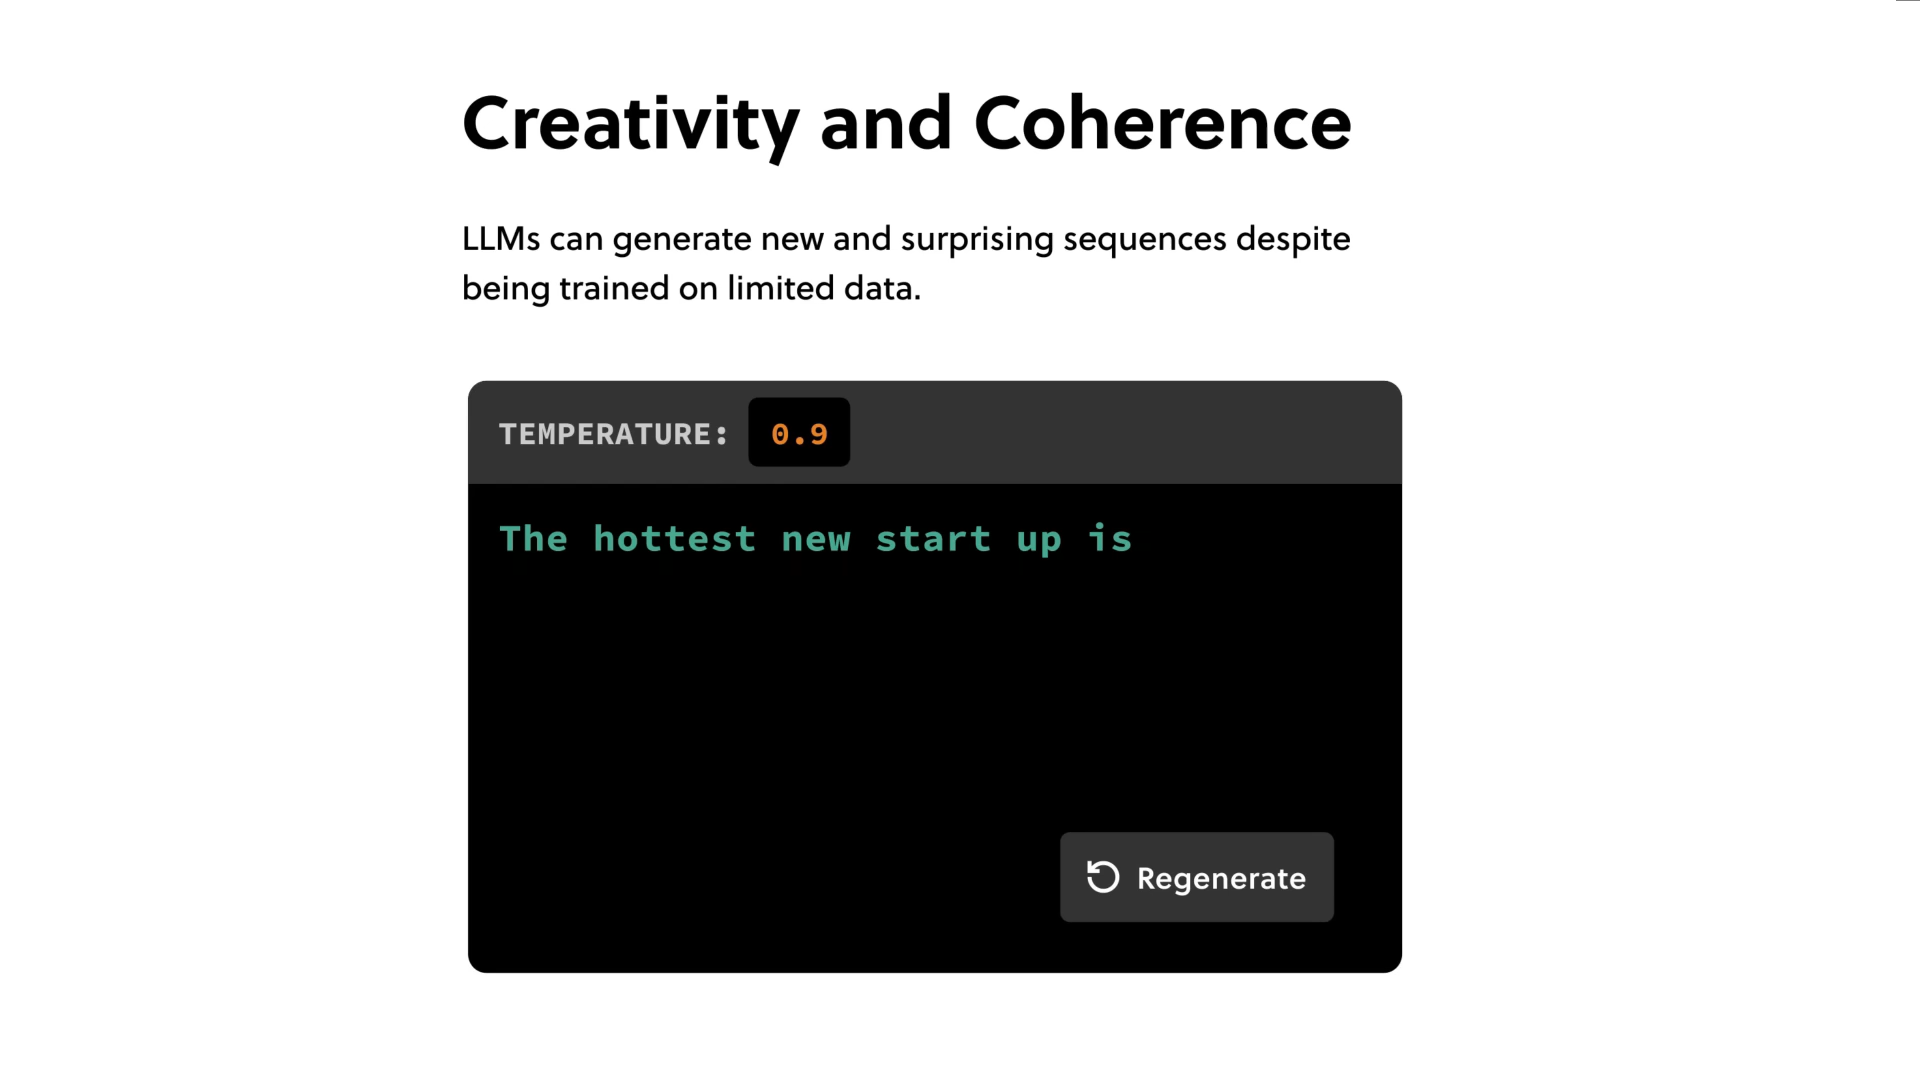 Creativity and Coherence
LLMs can generate new and surprising sequences despite
being trained on limited data.
TEMPERATURE: 0.9
The hottest new start up is
Regenerate